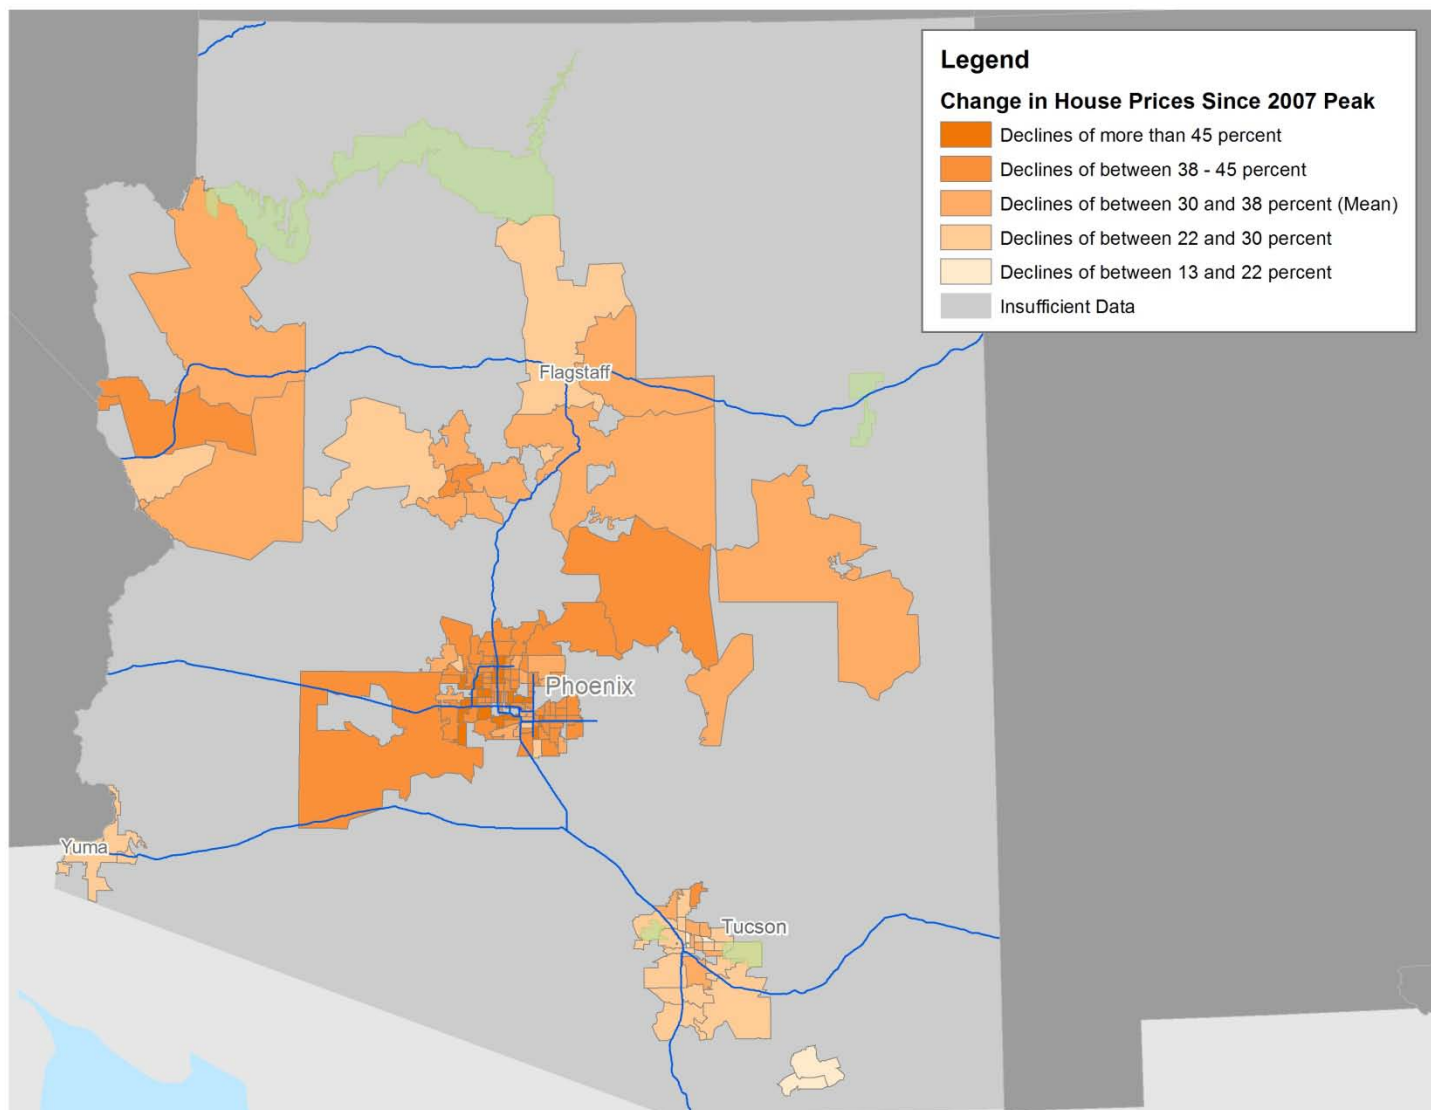 Legend
Change in House Prices Since 2007 Peak
Declines of more than 45 percent
Declines of between 38 - 45 percent
Declines of between 30 and 38 percent (Mean)
Declines of between 22 and 30 percent
Declines of between 13 and 22 percent
Insufficient Data
Flagstaff
Phoenix
Yuma
Tucson